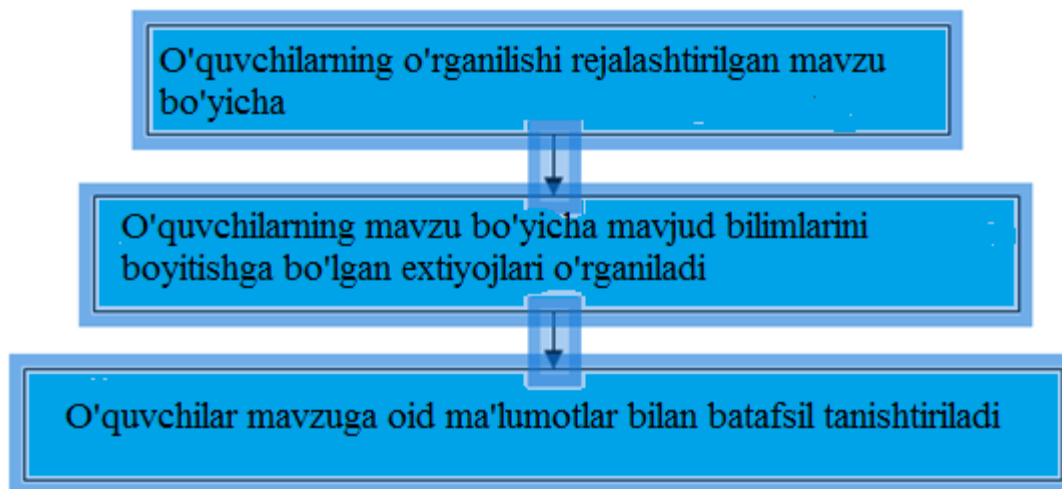 O'quvchilarning o'rganilishi rejalashtirilgan mavzu
bo'yicha
O'quvchilarning mavzu bo'yicha mavjud bilimlarini
boyitishga bo'lgan extiyojlari o'rganiladi
O'quvchilar mavzuga oid ma'lumotlar bilan batafsil tanishtiriladi